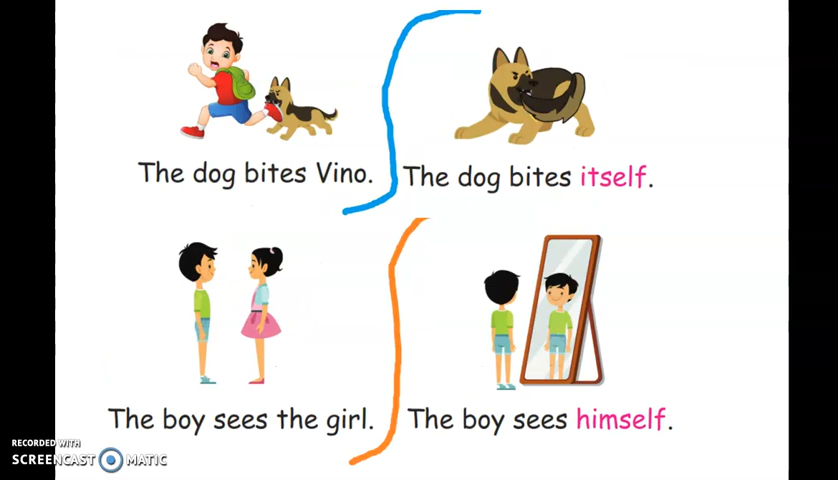 The dog bites Vino.
The dog bites itself.
The boy sees the girl.
The boy sees himself.
RECORDED WITH
SCREENCAST MATIC